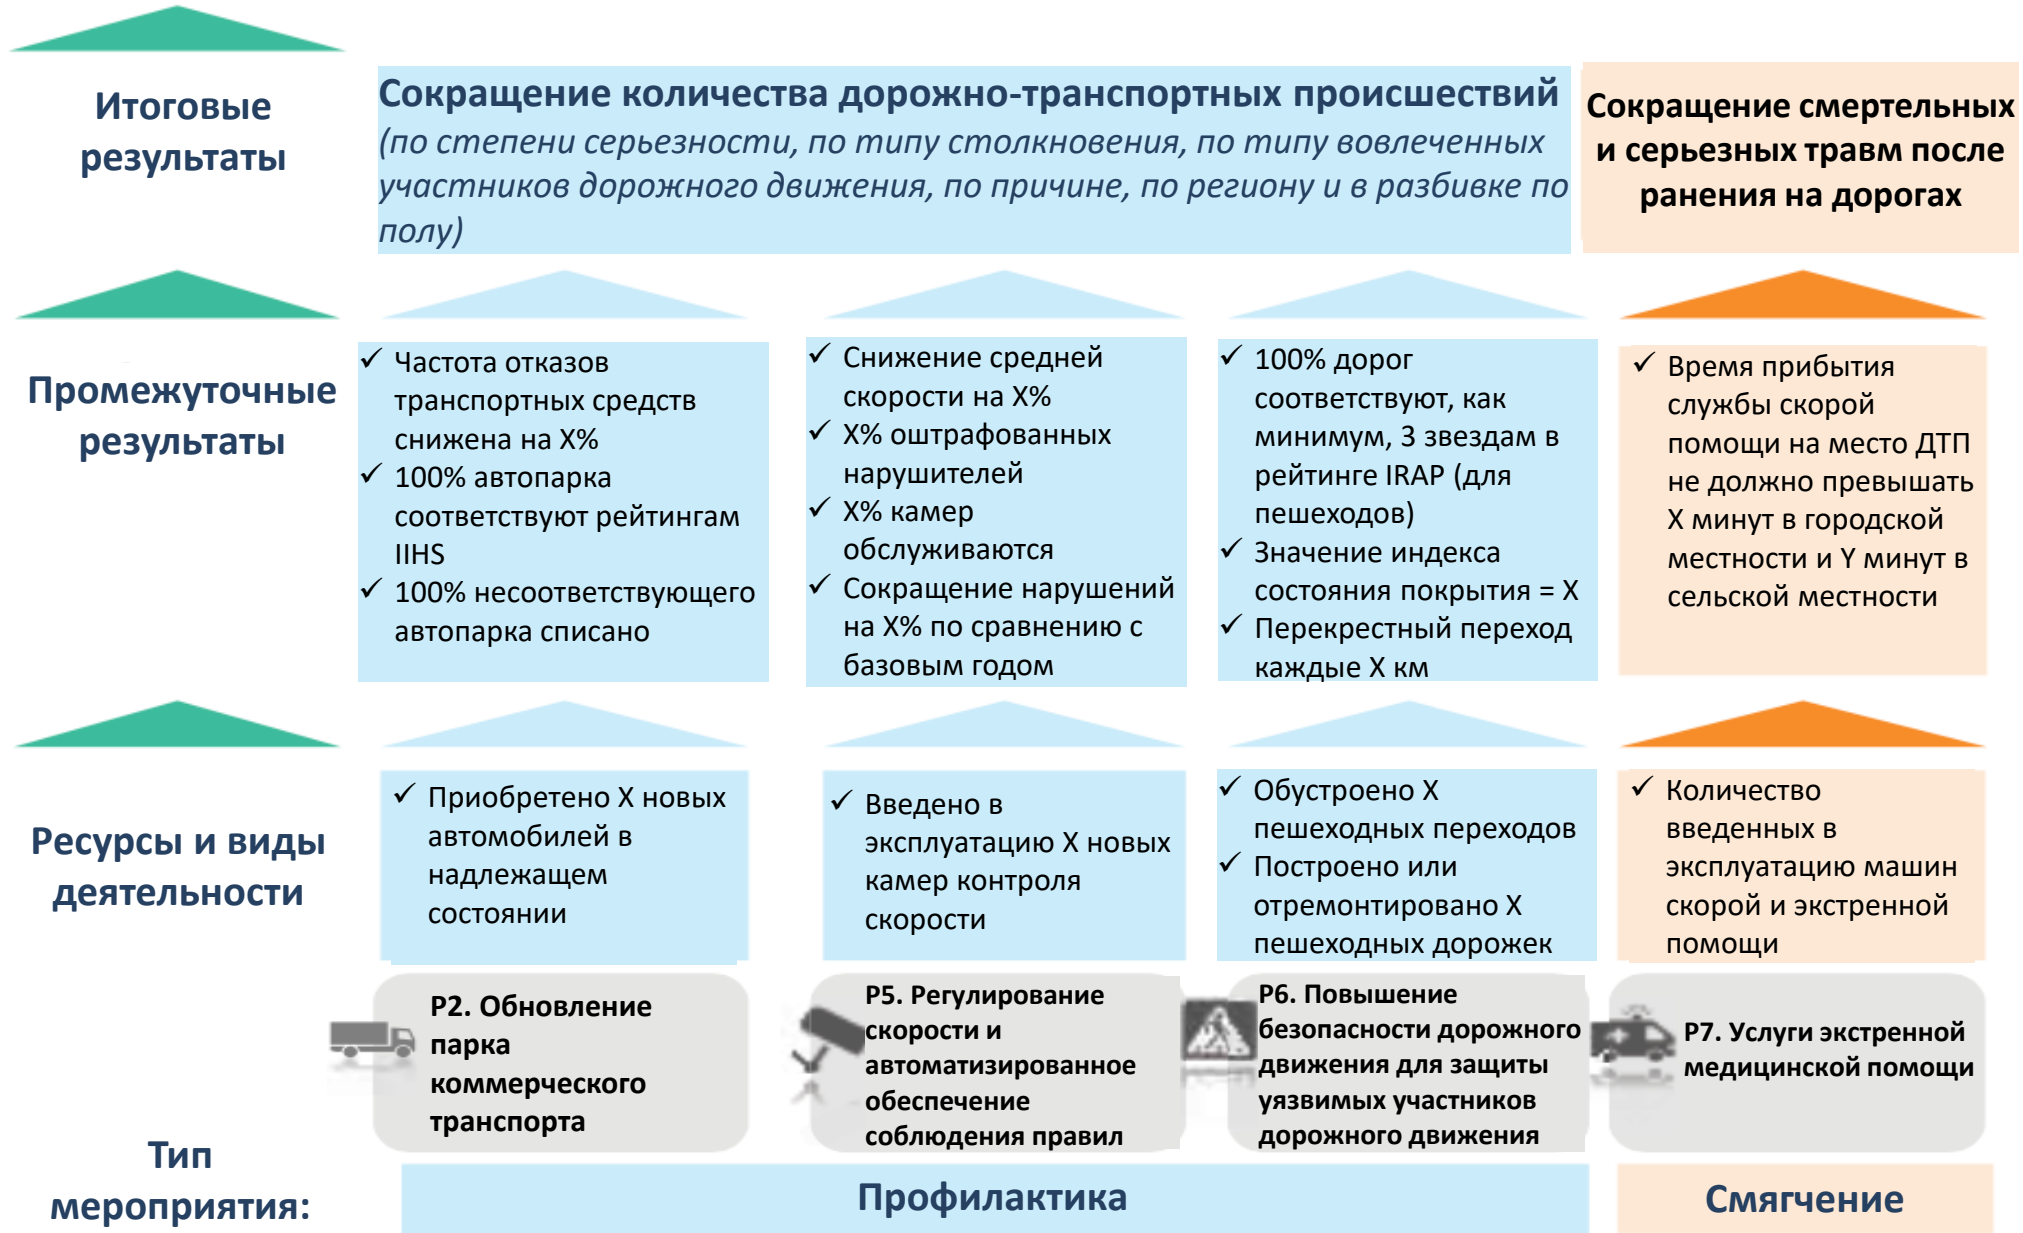 Итоговые
результаты
Сокращение количества дорожно-транспортных происшествий
(по степени серьезности, по типу столкновения, по типу вовлеченных
участников дорожного движения, по причине, по региону и в разбивке по
полу)
Сокращение смертельных
и серьезных травм после
ранения на дорогах
Промежуточные
результаты
✓ Частота отказов
транспортных средств
снижена на X%
✓ 100% автопарка
соответствуют рейтингам
IIHS
✓ 100% несоответствующего
автопарка списано
✓ Снижение средней
скорости на X%
✓ X% оштрафованных
нарушителей
✓ X% камер
обслуживаются
✓ Сокращение нарушений
на X% по сравнению с
базовым годом
✓ 100% дорог
соответствуют, как
минимум, 3 звездам в
рейтинге IRAP (для
пешеходов)
✓ Значение индекса
состояния покрытия = X
✓ Перекрестный переход
каждые X км
✓ Время прибытия
службы скорой
помощи на место ДТП
не должно превышать
X минут в городской
местности и Y минут в
сельской местности
Ресурсы и виды
деятельности
✓ Приобретено X новых
автомобилей в
надлежащем
состоянии
✓ Введено в
эксплуатацию X новых
камер контроля
скорости
✓ Обустроено X
пешеходных переходов
✓ Построено или
отремонтировано X
пешеходных дорожек
✓ Количество
введенных в
эксплуатацию машин
скорой и экстренной
помощи
P2. Обновление
парка
коммерческого
транспорта
P5. Регулирование
скорости и
автоматизированное
обеспечение
соблюдения правил
P6. Повышение
безопасности дорожного
движения для защиты
уязвимых участников
дорожного движения
P7. Услуги экстренной
медицинской помощи
Тип
мероприятия:
Профилактика
Смягчение